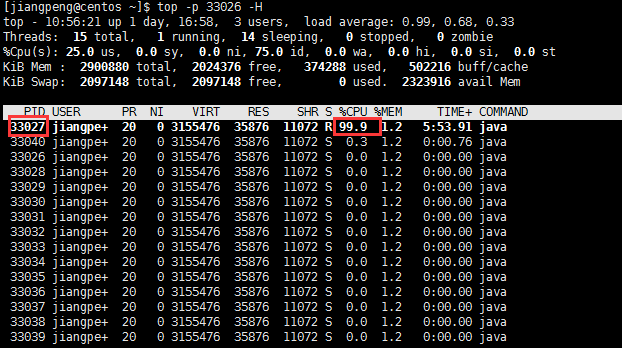 [jiangpeng@centos ~]$ top -p 33026 -H
top - 10:56:21 up 1 day, 16:58,  3 users,  load average: 0.99, 0.68, 0.33
Threads:  15 total,   1 running,  14 sleeping,   0 stopped,   0 zombie
%Cpu(s): 25.0 us,  0.0 sy,  0.0 ni, 75.0 id,  0.0 wa,  0.0 hi,  0.0 si,  0.0 st
KiB Mem :  2900880 total,  2024376 free,   374288 used,   502216 buff/cache
KiB Swap:  2097148 total,  2097148 free,        0 used.  2323916 avail Mem
PID USER      PR  NI    VIRT    RES    SHR S %CPU %MEM     TIME+ COMMAND
33027 jiangpe+  20   0 3155476  35876  11072 R 99.9  1.2   5:53.91 java
33040 jiangpe+  20   0 3155476  35876  11072 S  0.3  1.2   0:00.76 java
33026 jiangpe+  20   0 3155476  35876  11072 S  0.0  1.2   0:00.00 java
33028 jiangpe+  20   0 3155476  35876  11072 S  0.0  1.2   0:00.00 java
33029 jiangpe+  20   0 3155476  35876  11072 S  0.0  1.2   0:00.00 java
33030 jiangpe+  20   0 3155476  35876  11072 S  0.0  1.2   0:00.00 java
33031 jiangpe+  20   0 3155476  35876  11072 S  0.0  1.2   0:00.00 java
33032 jiangpe+  20   0 3155476  35876  11072 S  0.0  1.2   0:00.00 java
33033 jiangpe+  20   0 3155476  35876  11072 S  0.0  1.2   0:00.00 java
33034 jiangpe+  20   0 3155476  35876  11072 S  0.0  1.2   0:00.00 java
33035 jiangpe+  20   0 3155476  35876  11072 S  0.0  1.2   0:00.00 java
33036 jiangpe+  20   0 3155476  35876  11072 S  0.0  1.2   0:00.00 java
33037 jiangpe+  20   0 3155476  35876  11072 S  0.0  1.2   0:00.00 java
33038 jiangpe+  20   0 3155476  35876  11072 S  0.0  1.2   0:00.00 java
33039 jiangpe+  20   0 3155476  35876  11072 S  0.0  1.2   0:00.00 java